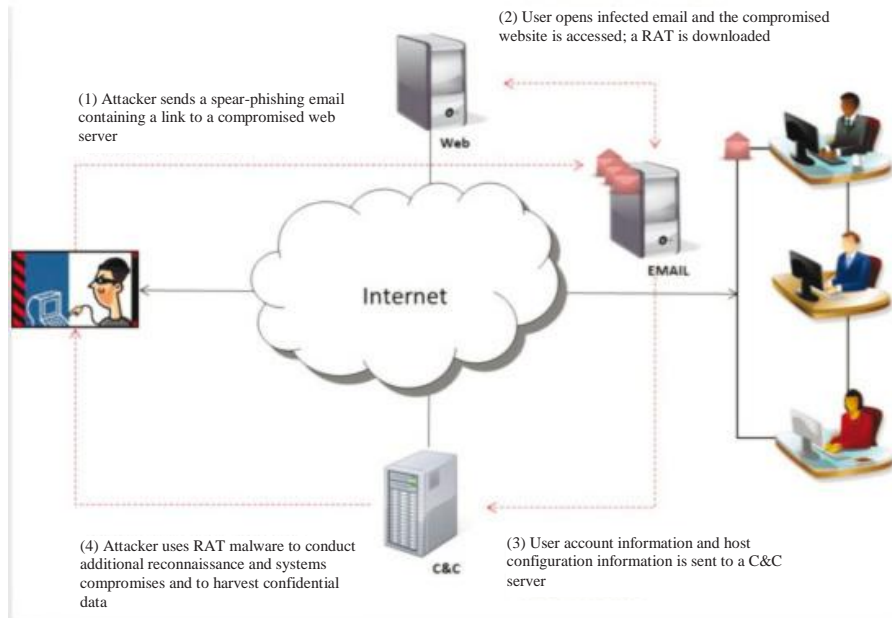 (2) User opens infected email and the compromised
website is accessed; a RAT is downloaded
(1) Attacker sends a spear-phishing email
containing a link to a compromised web
server
Web
EMAIL
Internet
(4) Attacker uses RAT malware to conduct
additional reconnaissance and systems
compromises and to harvest confidential
data
C&C
(3) User account information and host
configuration information is sent to a C&C
server